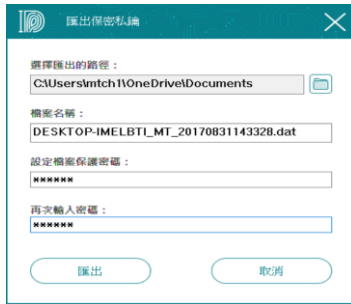 匯出保密私鑰
選擇匯出的路徑：
C:\Users\mtch1\OneDrive\Documents
檔案名稱：
DESKTOP-IMELBTI_MT_20170831143328.dat
設定檔案保護密碼：
******
再次輸入密碼：
******
匯出
取消